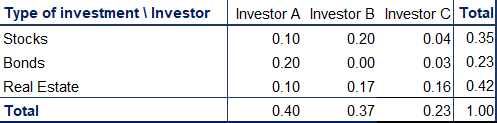 Type of investment \ Investor Investor A Investor B Investor C Total
Stocks 0.10 0.20 0.04 0.35
Bonds 0.20 0.00 0.03 0.23
Real Estate 0.10 0.17 0.16 0.42
Total 0.40 0.37 0.23 1.00